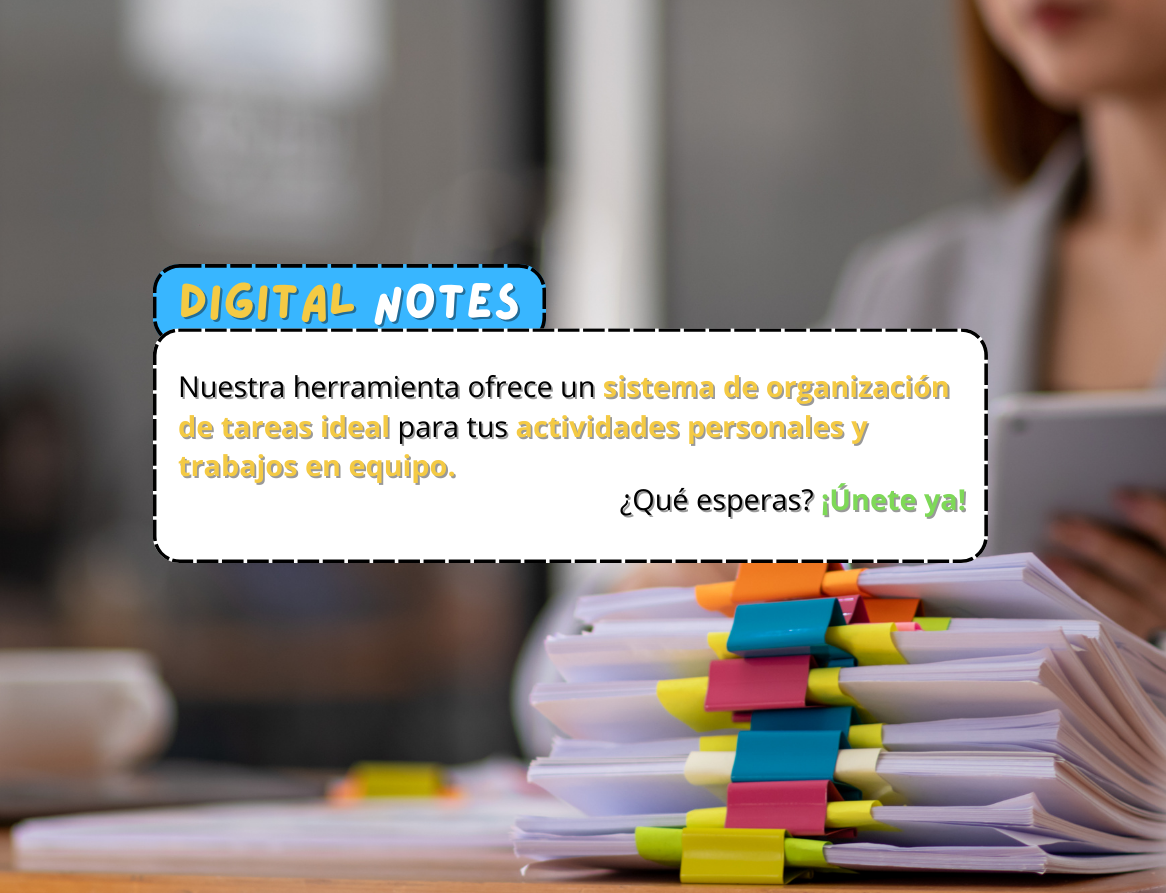 DIGITAL NOTES
Nuestra herramienta ofrece un sistema de organización
de tareas ideal para tus actividades personales y
trabajos en equipo.
¿Qué esperas? ¡Únete ya!